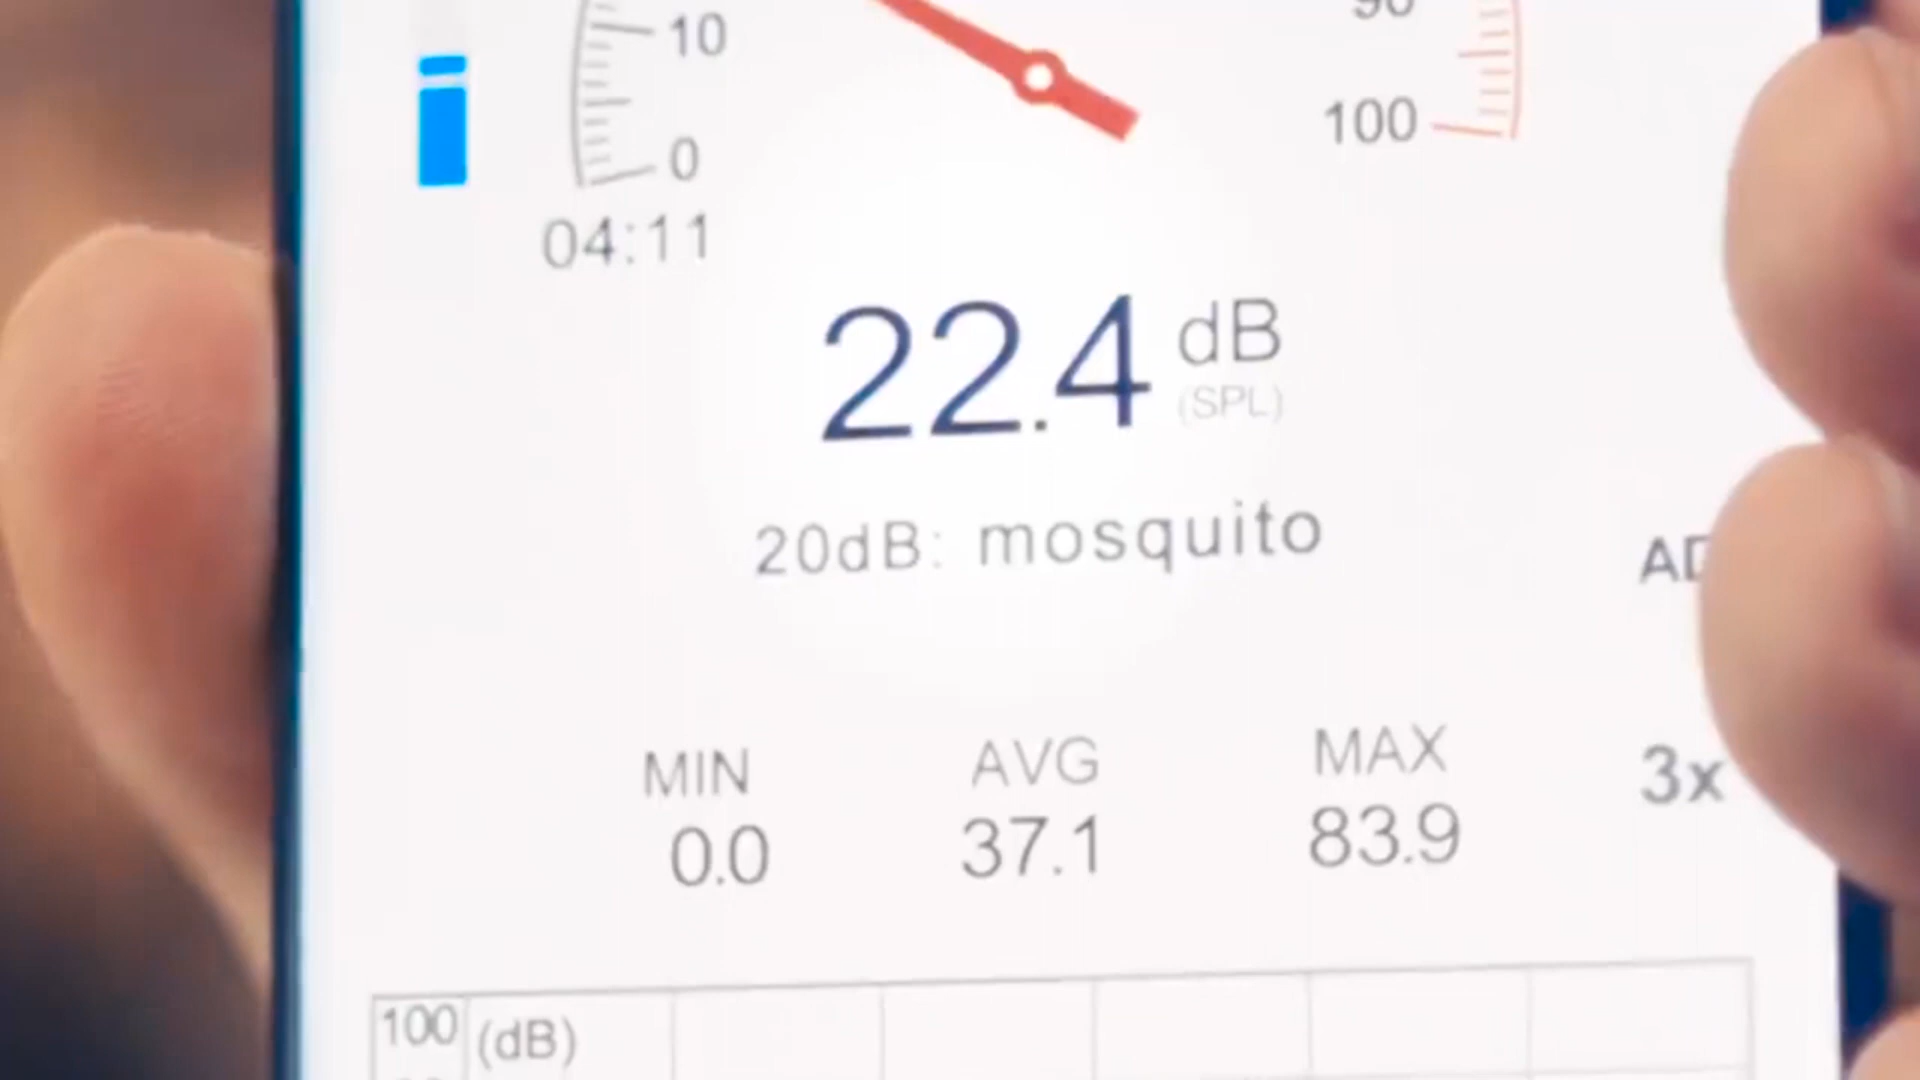 10
90
0
100
04:11
22.4 dB
(SPL)
20dB: mosquito
MIN AVG MAX
0.0 37.1 83.9
3x
100 (dB)